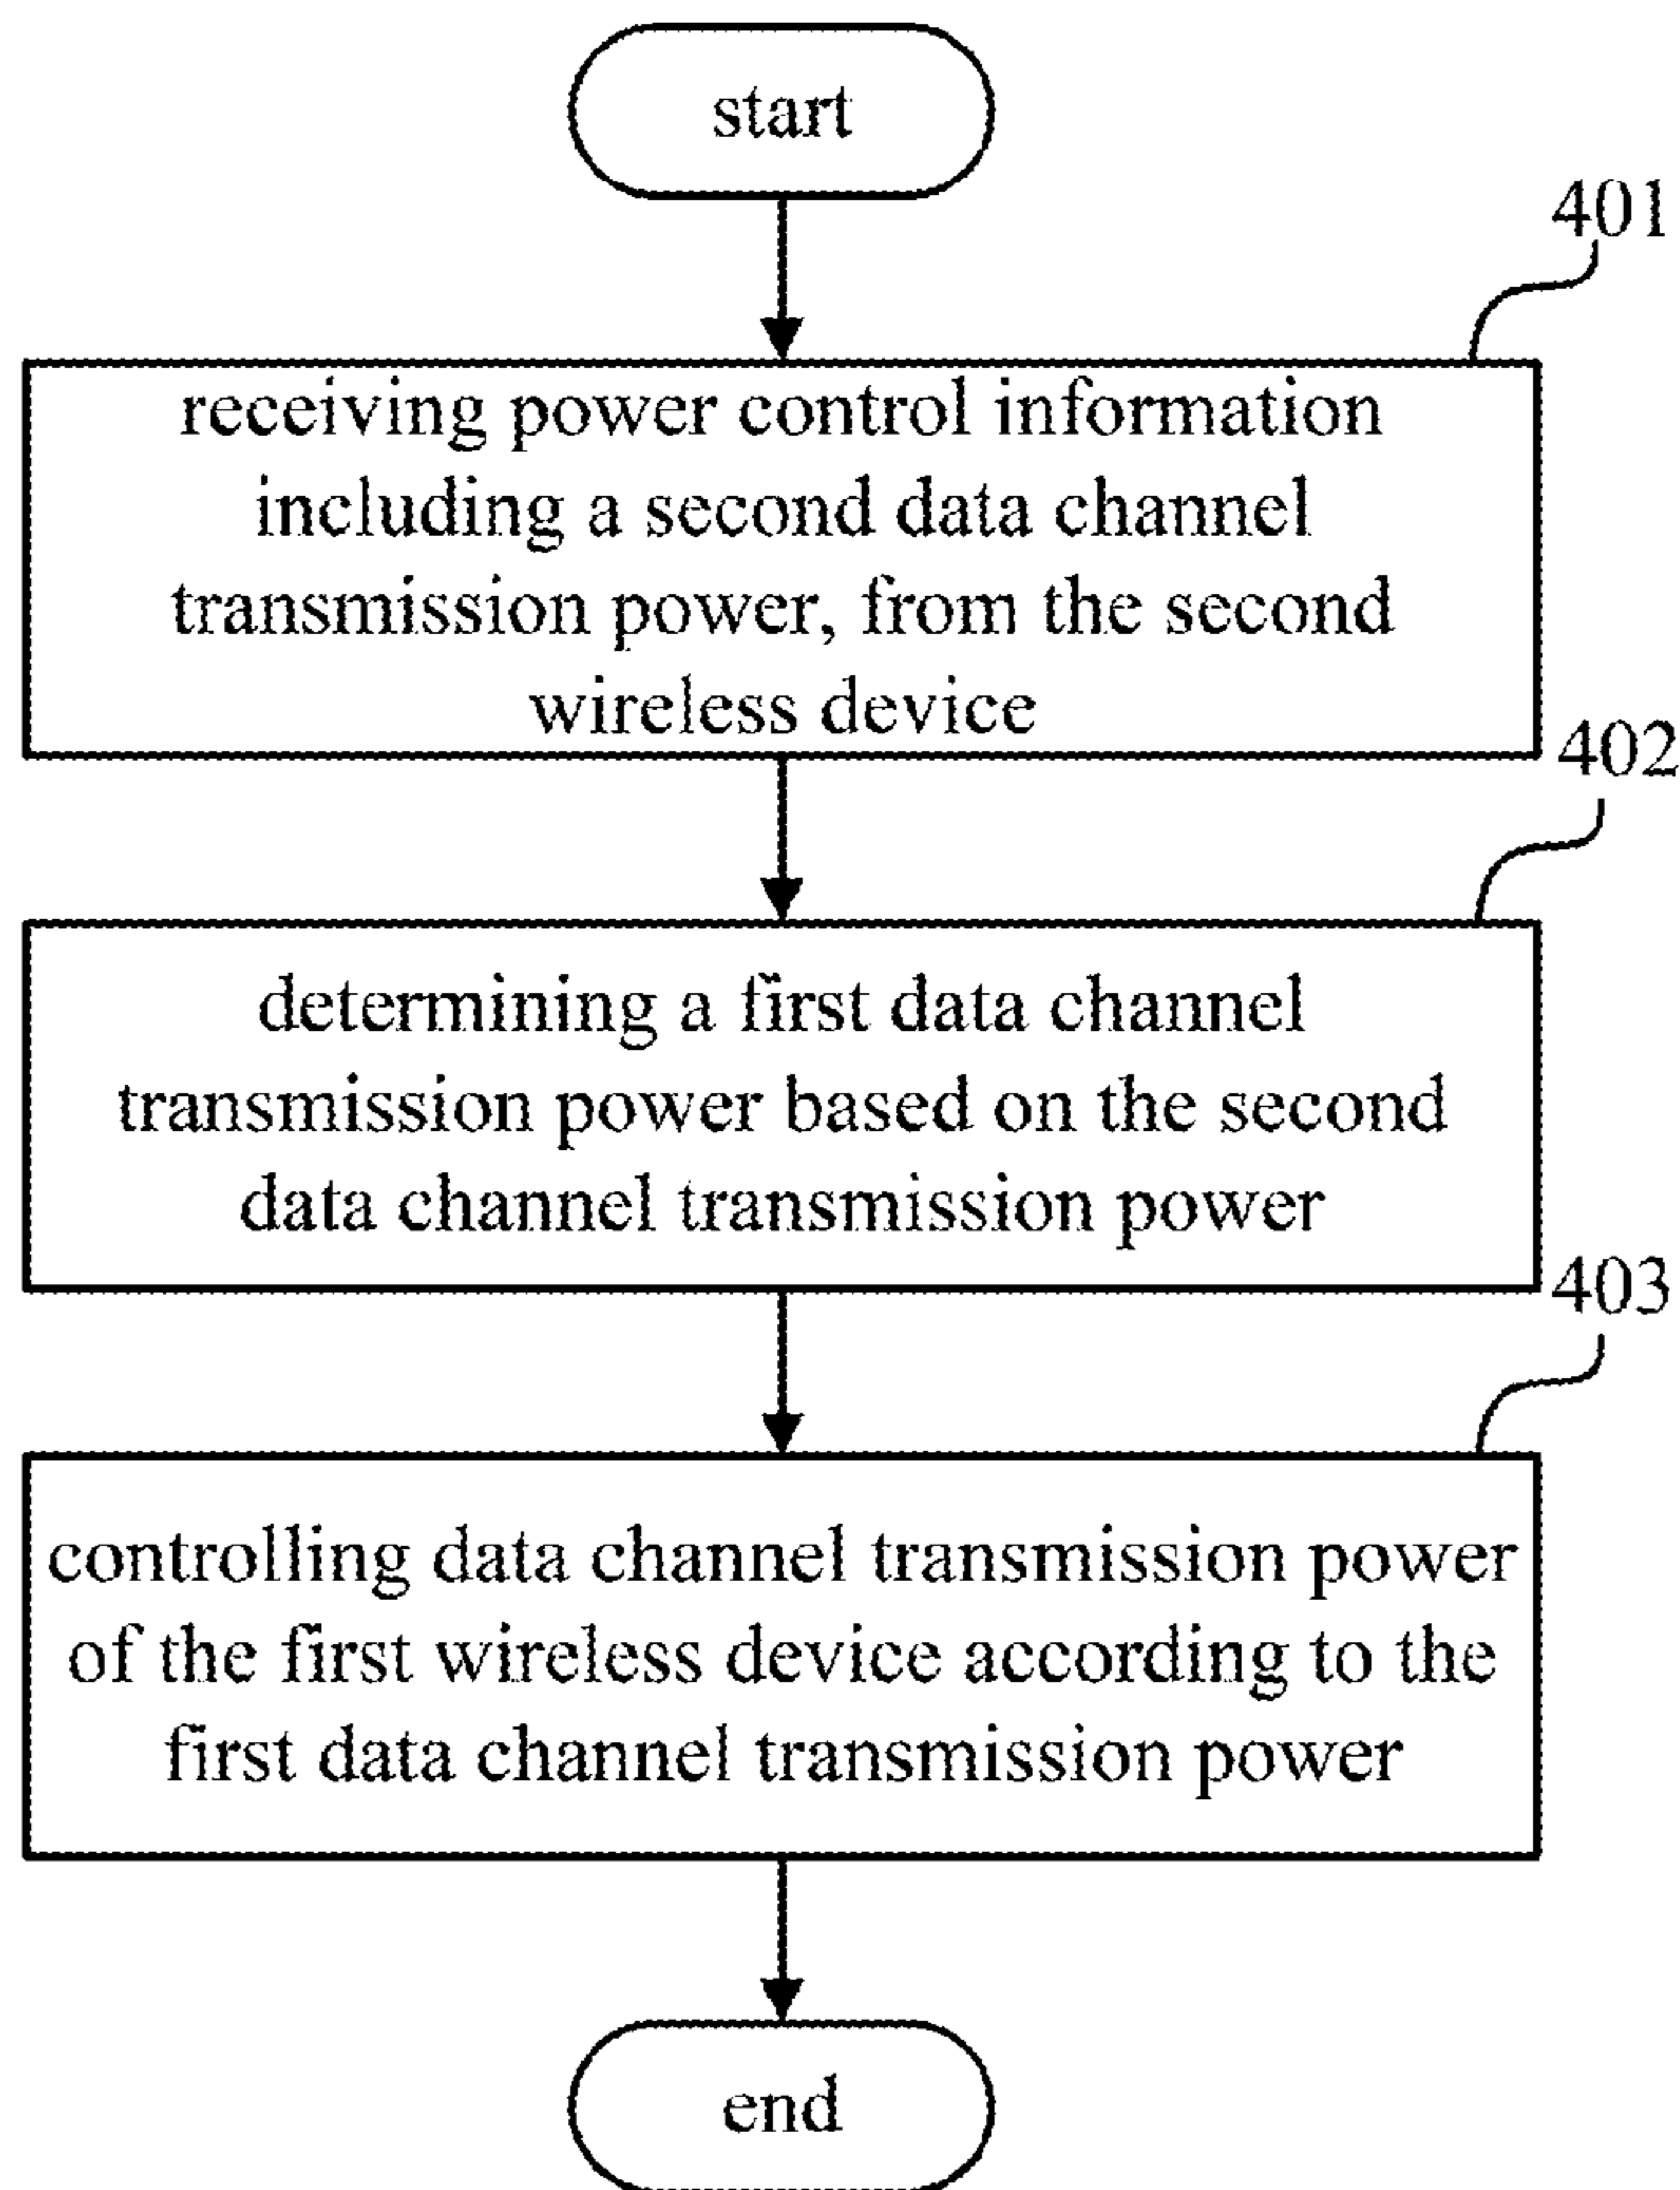 start
401
receiving power control information
including a second data channel
transmission power, from the second
wireless device
402
determining a first data channel
transmission power based on the second
data channel transmission power
403
controlling data channel transmission power
of the first wireless device according to the
first data channel transmission power
end